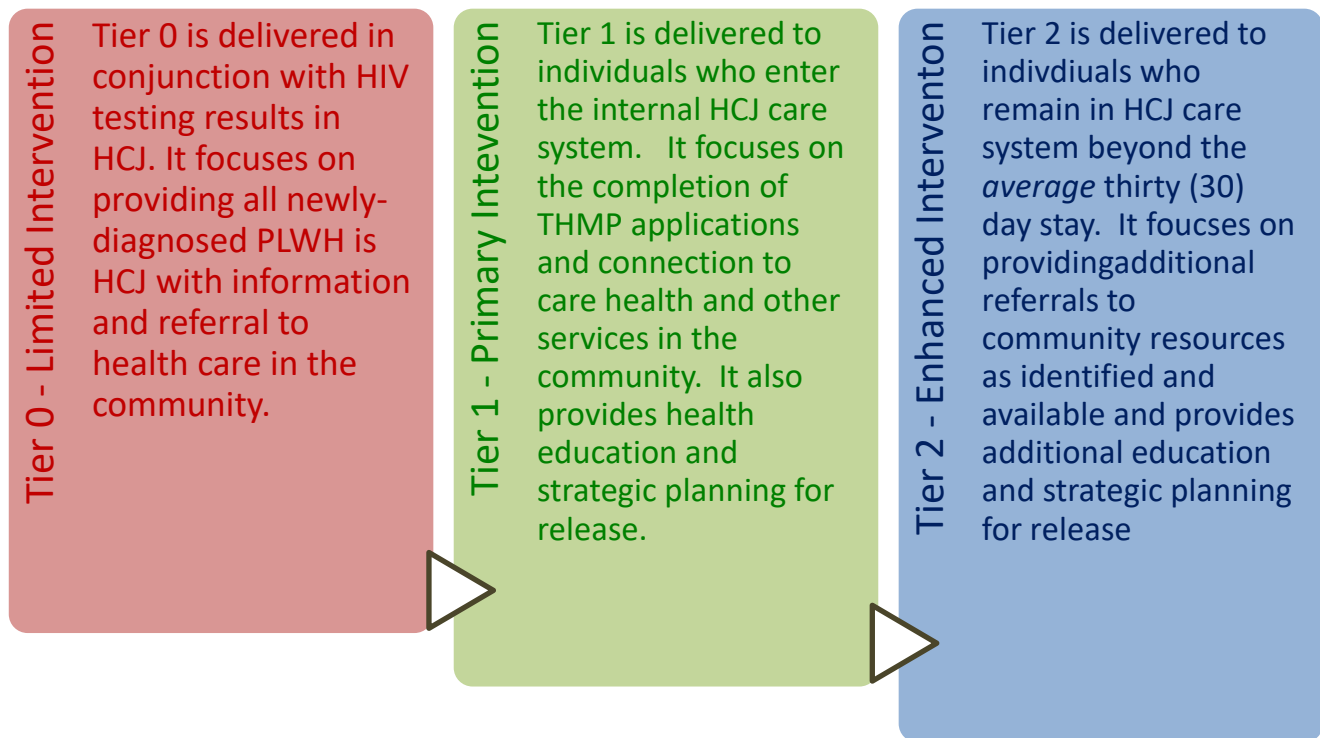 Tier 0 - Limited Intervention
Tier 0 is delivered in
conjunction with HIV
testing results in
HCJ. It focuses on
providing all newly-
diagnosed PLWH is
HCJ with information
and referral to
health care in the
community.
Tier 1 - Primary Intevention
Tier 1 is delivered to
individuals who enter
the internal HCJ care
system.   It focuses on
the completion of
THMP applications
and connection to
care health and other
services in the
community.  It also
provides health
education and
strategic planning for
release.
Tier 2 - Enhanced Interventon
Tier 2 is delivered to
indivdiuals who
remain in HCJ care
system beyond the
average thirty (30)
day stay.  It foucses on
providingadditional
referrals to
community resources
as identified and
available and provides
additional education
and strategic planning
for release